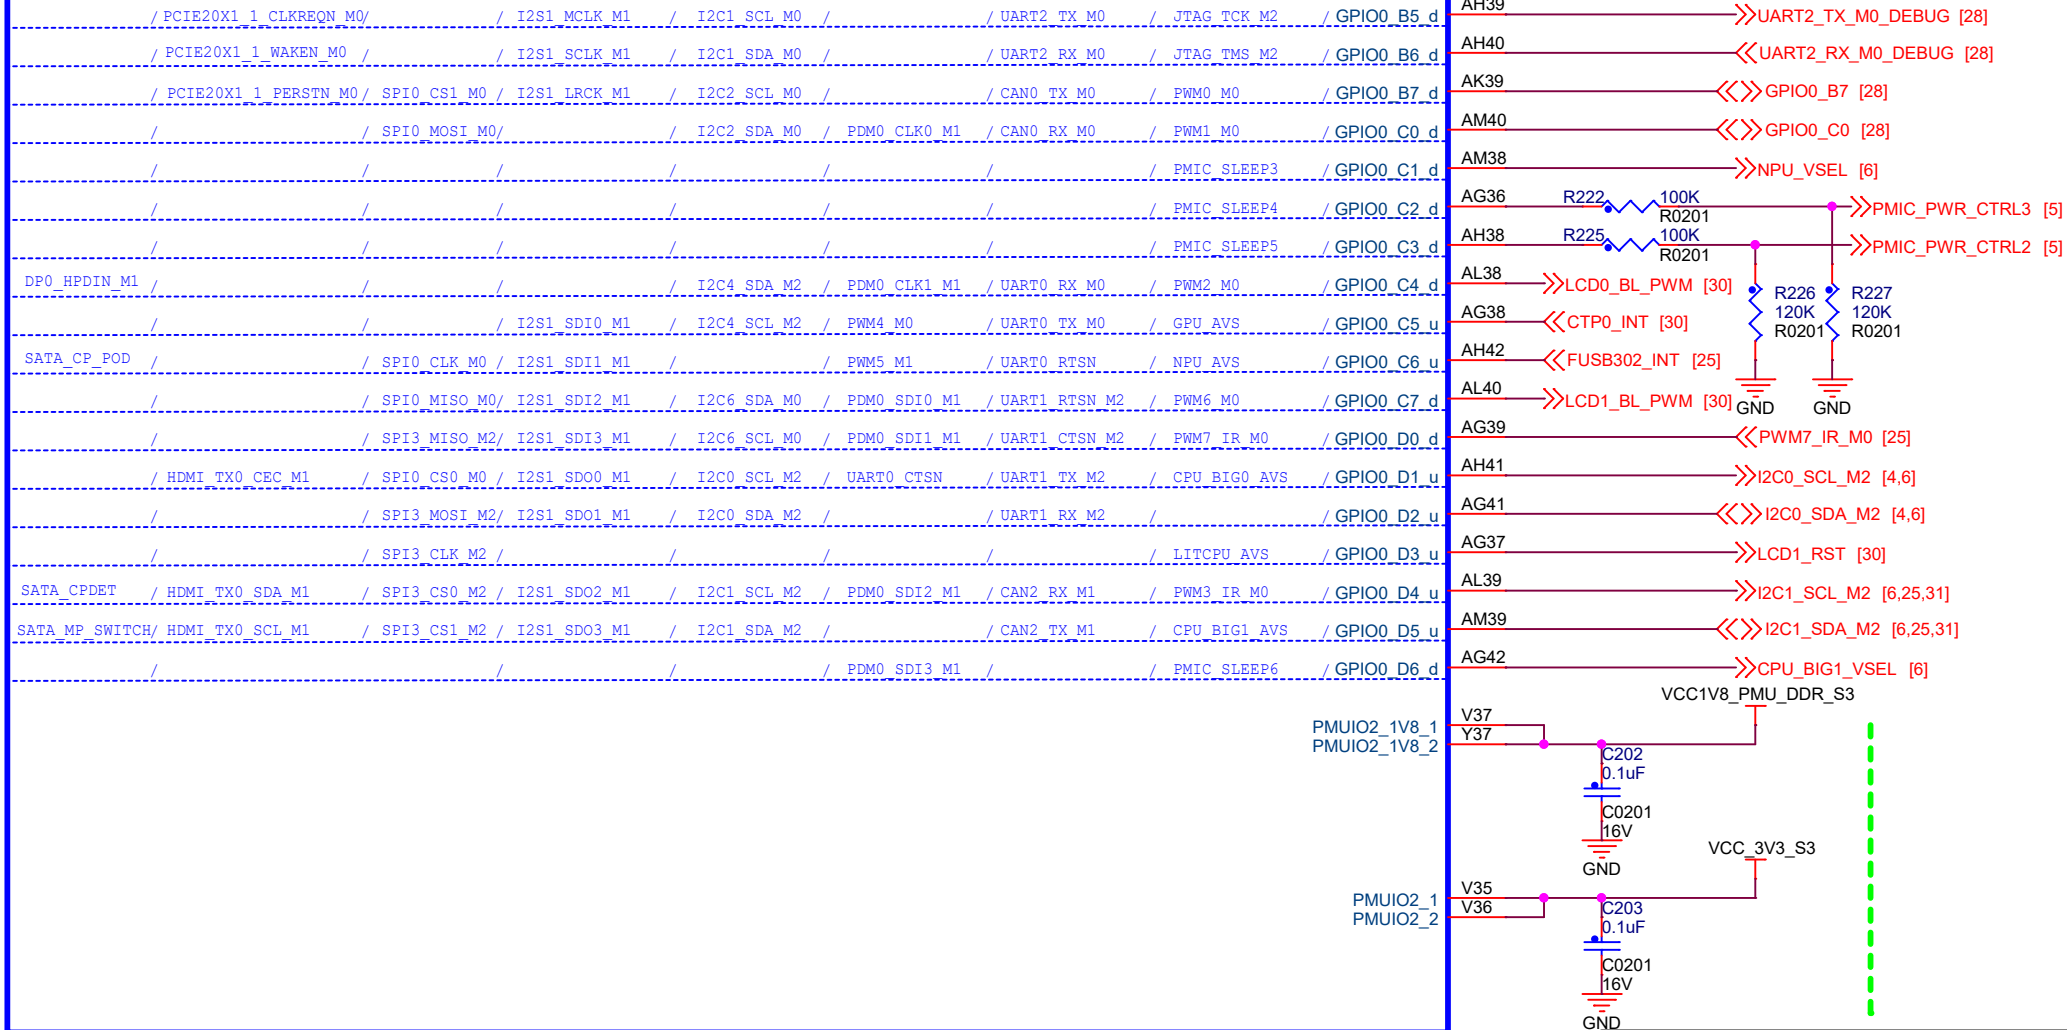 / PCIE20X1_1_CLKREQN_M0/ / I2S1_MCLK_M1 / I2C1_SCL_M0 / / UART2_TX_M0 / JTAG_TCK_M2 / GPIO0_B5_d AH39 UART2_TX_M0_DEBUG [28]
/ PCIE20X1_1_WAKEN_M0 / / I2S1_SCLK_M1 / I2C1_SDA_M0 / / UART2_RX_M0 / JTAG_TMS_M2 / GPIO0_B6_d AH40 UART2_RX_M0_DEBUG [28]
/ PCIE20X1_1_PERSTN_M0/ SPI0_CS1_M0 / I2S1_LRCK_M1 / I2C2_SCL_M0 / / CAN0_TX_M0 / PWM0_M0 / GPIO0_B7_d AK39 GPIO0_B7 [28]
/ / SPI0_MOSI_M0/ / I2C2_SDA_M0 / PDM0_CLK0_M1 / CAN0_RX_M0 / PWM1_M0 / GPIO0_C0_d AM40 GPIO0_C0 [28]
/ / / / / / / PMIC_SLEEP3 / GPIO0_C1_d AM38 NPU_VSEL [6]
/ / / / / / / PMIC_SLEEP4 / GPIO0_C2_d AG36 R222 100K R0201 PMIC_PWR_CTRL3 [5]
/ / / / / / / PMIC_SLEEP5 / GPIO0_C3_d AH38 R225 100K R0201 PMIC_PWR_CTRL2 [5]
DP0_HPDIN_M1 / / / / I2C4_SDA_M2 / PDM0_CLK1_M1 / UART0_RX_M0 / PWM2_M0 / GPIO0_C4_d AL38 LCD0_BL_PWM [30]
R226 120K R0201
R227 120K R0201
/ / / I2S1_SDI0_M1 / I2C4_SCL_M2 / PWM4_M0 / UART0_TX_M0 / GPU_AVS / GPIO0_C5_u AG38 CTP0_INT [30]
SATA_CP_POD / / SPI0_CLK_M0 / I2S1_SDI1_M1 / / PWM5_M1 / UART0_RTSN / NPU_AVS / GPIO0_C6_u AH42 FUSB302_INT [25]
/ / SPI0_MISO_M0/ I2S1_SDI2_M1 / I2C6_SDA_M0 / PDM0_SDI0_M1 / UART1_RTSN_M2 / PWM6_M0 / GPIO0_C7_d AL40 LCD1_BL_PWM [30]
GND GND
/ / SPI3_MISO_M2/ I2S1_SDI3_M1 / I2C6_SCL_M0 / PDM0_SDI1_M1 / UART1_CTSN_M2 / PWM7_IR_M0 / GPIO0_D0_d AG39 PWM7_IR_M0 [25]
/ HDMI_TX0_CEC_M1 / SPI0_CS0_M0 / I2S1_SDO0_M1 / I2C0_SCL_M2 / UART0_CTSN / UART1_TX_M2 / CPU_BIG0_AVS / GPIO0_D1_u AH41 I2C0_SCL_M2 [4,6]
/ / SPI3_MOSI_M2/ I2S1_SDO1_M1 / I2C0_SDA_M2 / / UART1_RX_M2 / / GPIO0_D2_u AG41 I2C0_SDA_M2 [4,6]
/ / SPI3_CLK_M2 / / / / / LITCPU_AVS / GPIO0_D3_u AG37 LCD1_RST [30]
SATA_CPDET / HDMI_TX0_SDA_M1 / SPI3_CS0_M2 / I2S1_SDO2_M1 / I2C1_SCL_M2 / PDM0_SDI2_M1 / CAN2_RX_M1 / PWM3_IR_M0 / GPIO0_D4_u AL39 I2C1_SCL_M2 [6,25,31]
SATA_MP_SWITCH/ HDMI_TX0_SCL_M1 / SPI3_CS1_M2 / I2S1_SDO3_M1 / I2C1_SDA_M2 / / CAN2_TX_M1 / CPU_BIG1_AVS / GPIO0_D5_u AM39 I2C1_SDA_M2 [6,25,31]
/ / / / PDM0_SDI3_M1 / / PMIC_SLEEP6 / GPIO0_D6_d AG42 CPU_BIG1_VSEL [6]
VCC1V8_PMU_DDR_S3
PMUIO2_1V8_1 V37
PMUIO2_1V8_2 Y37
C202
0.1uF
C0201
16V
GND
VCC_3V3_S3
PMUIO2_1 V35
PMUIO2_2 V36
C203
0.1uF
C0201
16V
GND